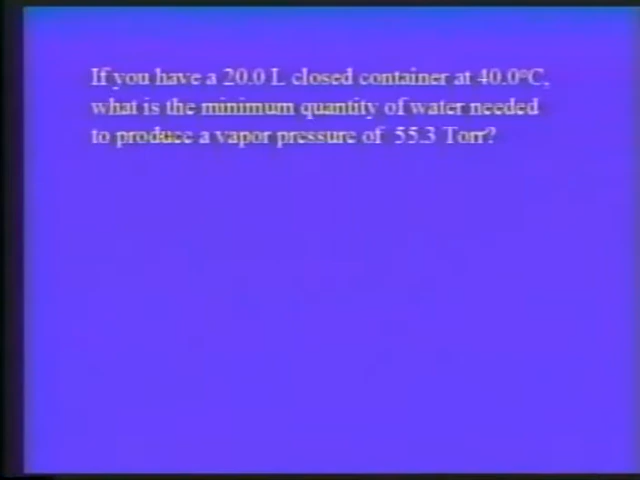 If you have a 20.0 L closed container at 40.0°C,
what is the minimum quantity of water needed
to produce a vapor pressure of 55.3 Torr?